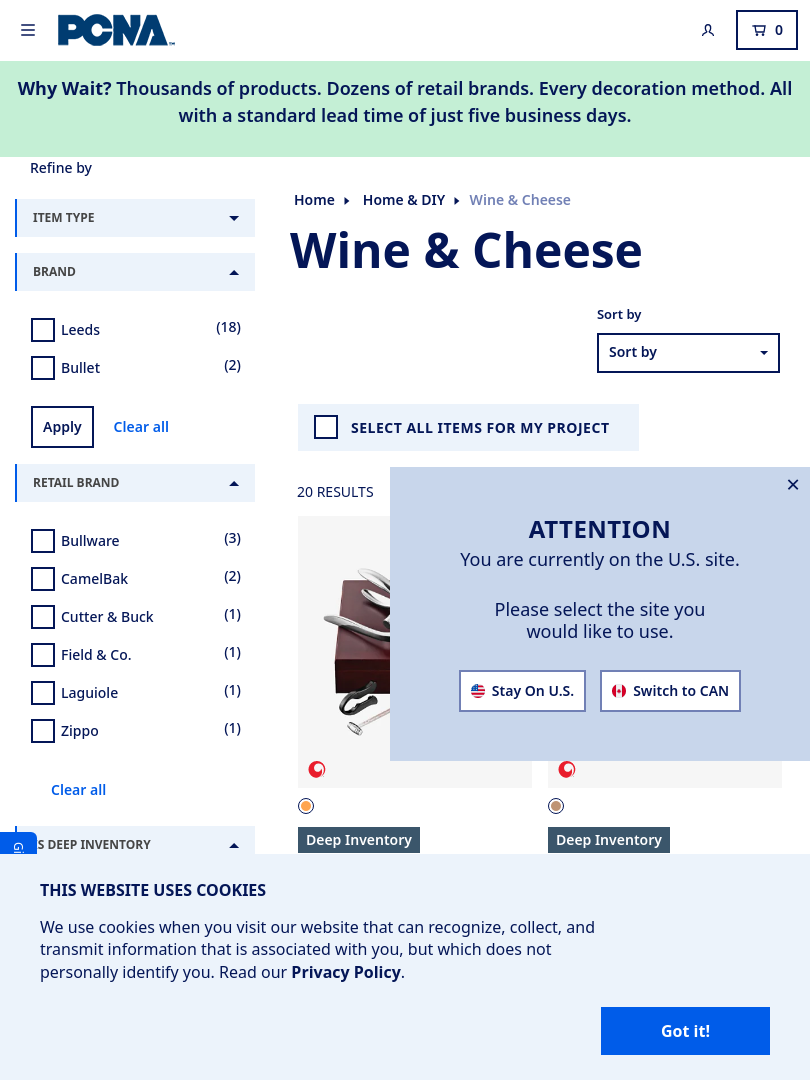 PCNA
0
Why Wait? Thousands of products. Dozens of retail brands. Every decoration method. All
with a standard lead time of just five business days.
Refine by
ITEM TYPE
BRAND
Leeds (18)
Bullet (2)
Apply Clear all
RETAIL BRAND
Bullware (3)
CamelBak (2)
Cutter & Buck (1)
Field & Co. (1)
Laguiole (1)
Zippo (1)
Clear all
S DEEP INVENTORY
Home Home & DIY Wine & Cheese
Wine & Cheese
Sort by
Sort by
SELECT ALL ITEMS FOR MY PROJECT
20 RESULTS
ATTENTION
You are currently on the U.S. site.
Please select the site you
would like to use.
Stay On U.S. Switch to CAN
Deep Inventory Deep Inventory
THIS WEBSITE USES COOKIES
We use cookies when you visit our website that can recognize, collect, and
transmit information that is associated with you, but which does not
personally identify you. Read our Privacy Policy.
Got it!